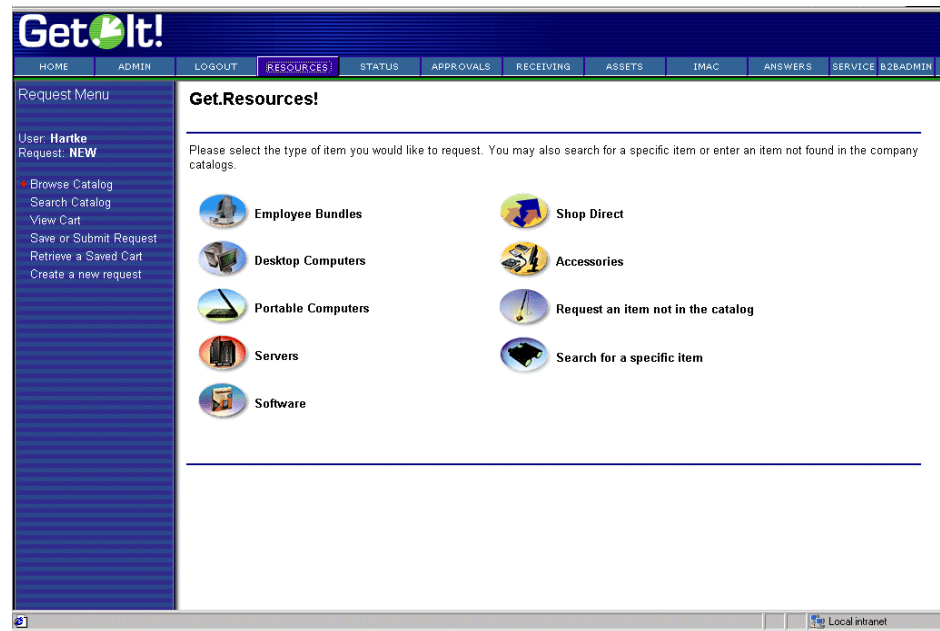 Get It!
HOME ADMIN LOGOUT RESOURCES STATUS APPROVALS RECEIVING ASSETS IMAC ANSWERS SERVICE B2BADMIN
Request Menu
User: Hartke
Request: NEW
Browse Catalog
Search Catalog
View Cart
Save or Submit Request
Retrieve a Saved Cart
Create a new request
Get.Resources!
Please select the type of item you would like to request. You may also search for a specific item or enter an item not found in the company
catalogs.
Employee Bundles
Shop Direct
Desktop Computers
Accessories
Portable Computers
Request an item not in the catalog
Servers
Search for a specific item
Software
Local intranet